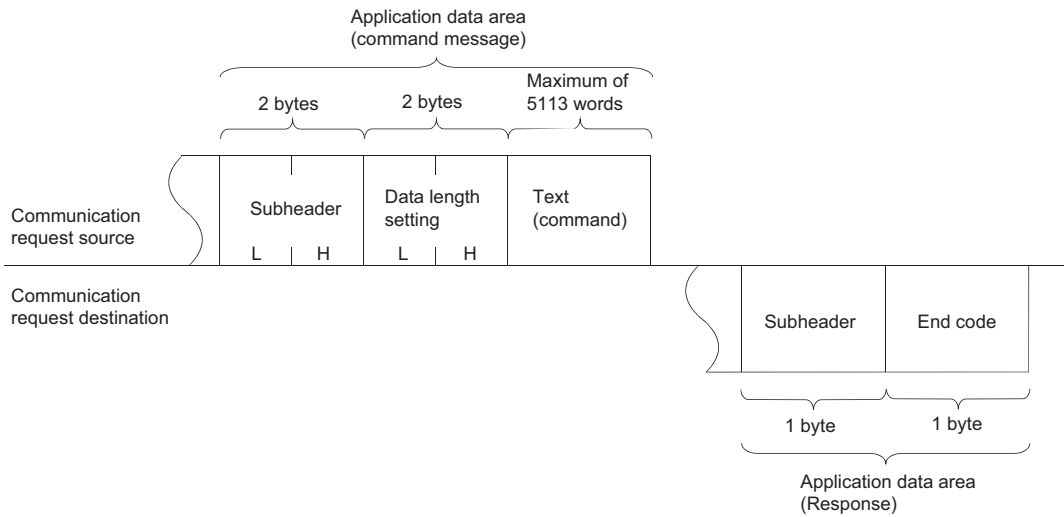 Application data area
(command message)
Maximum of
5113 words
2 bytes
2 bytes
Communication
request source
Subheader
L
H
Data length
setting
L
H
Text
(command)
Communication
request destination
Subheader
End code
1 byte
1 byte
Application data area
(Response)